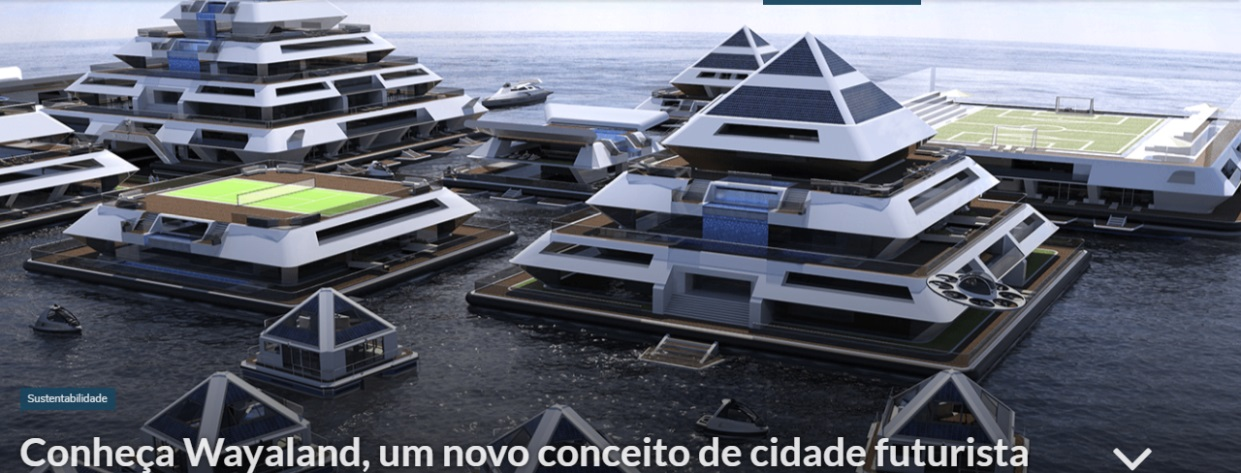 Sustentabilidade
Conheça Wayaland, um novo conceito de cidade futurista